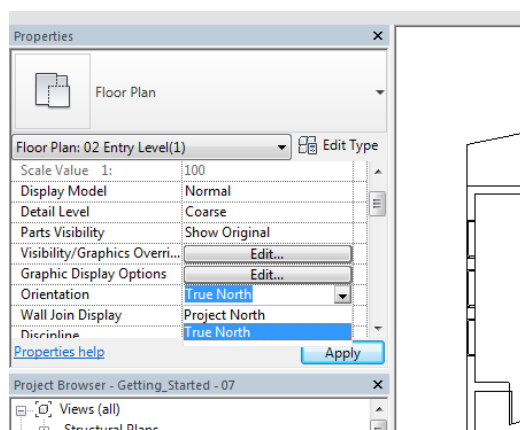 Properties
Floor Plan
Floor Plan: 02 Entry Level(1) Edit Type
Scale Value 1: 100
Display Model Normal
Detail Level Coarse
Parts Visibility Show Original
Visibility/Graphics Overri... Edit...
Graphic Display Options Edit...
Orientation True North
Wall Join Display Project North
Discipline True North
Properties help Apply
Project Browser - Getting_Started - 07
Views (all)
Structural Plans